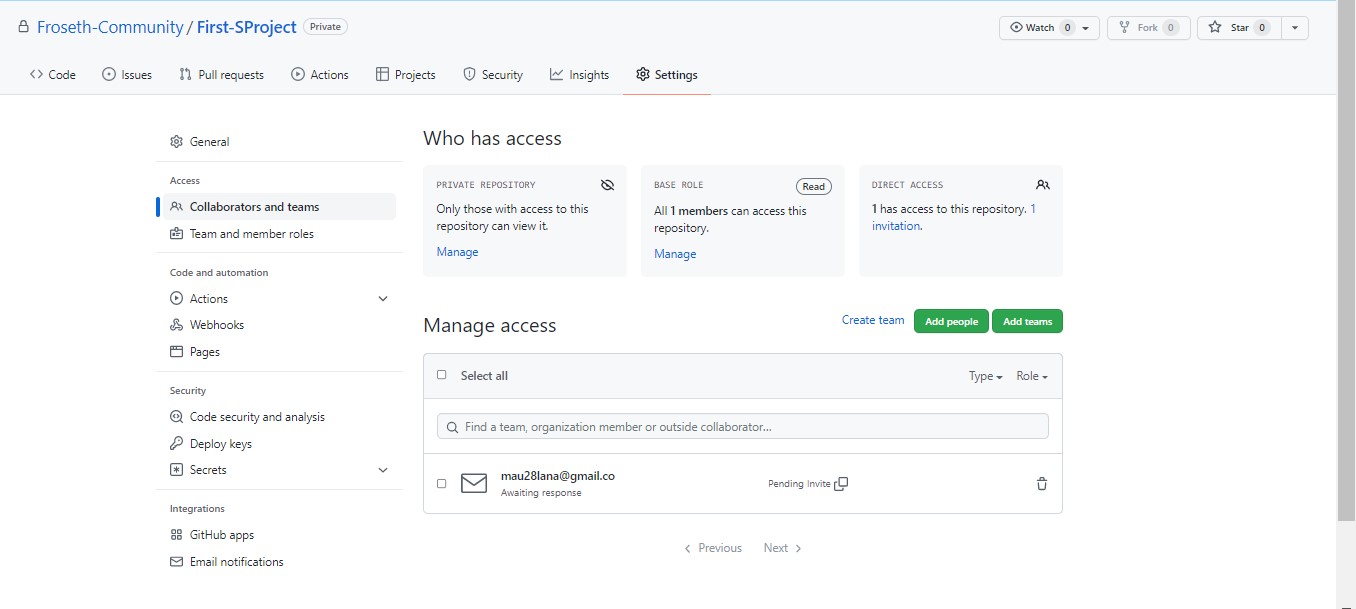 Froseth-Community / First-SProject Private
Watch 0 Fork 0 Star 0
Code Issues Pull requests Actions Projects Security Insights Settings
General
Access
Collaborators and teams
Team and member roles
Code and automation
Actions
Webhooks
Pages
Security
Code security and analysis
Deploy keys
Secrets
Integrations
GitHub apps
Email notifications
Who has access
PRIVATE REPOSITORY
Only those with access to this
repository can view it.
Manage
BASE ROLE Read
All 1 members can access this
repository.
Manage
DIRECT ACCESS
1 has access to this repository. 1
invitation.
Manage access
Create team Add people Add teams
Select all Type Role
Find a team, organization member or outside collaborator...
mau28lana@gmail.co
Awaiting response
Pending Invite
Previous Next